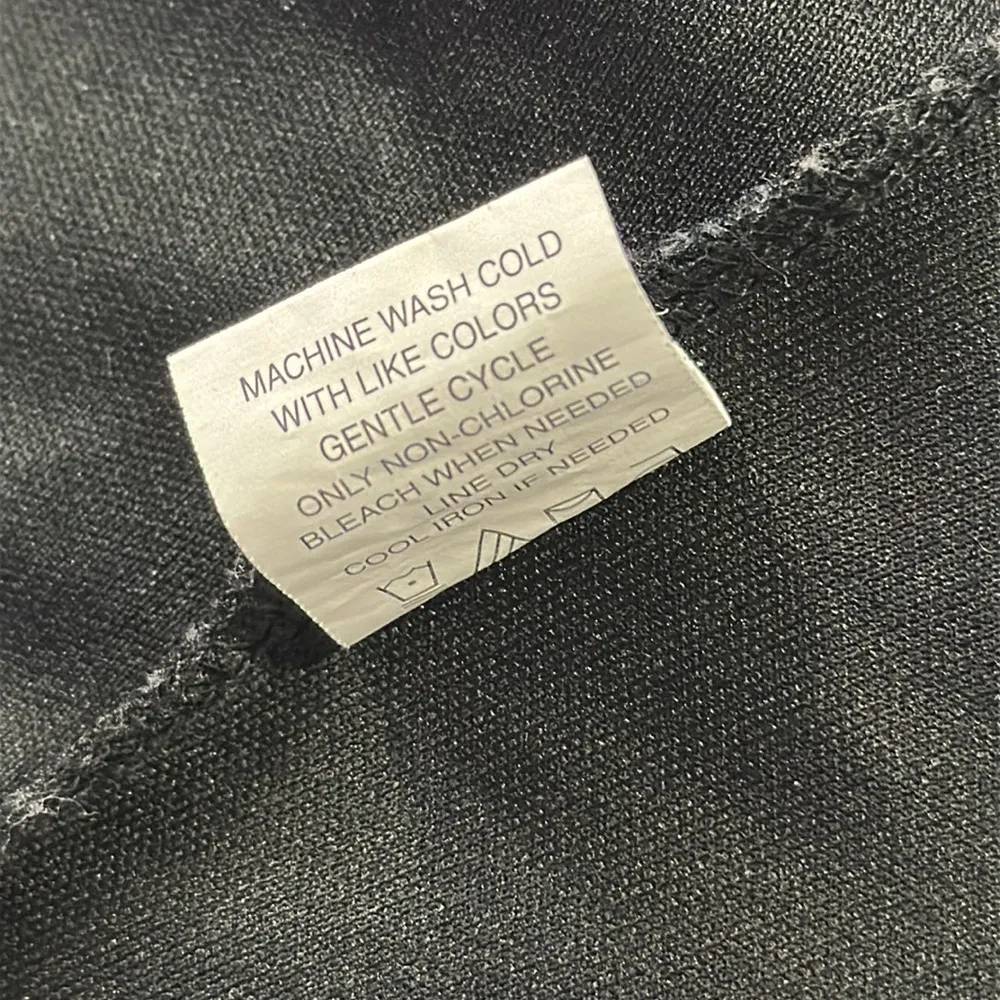 MACHINE WASH COLD
WITH LIKE COLORS
GENTLE CYCLE
ONLY NON-CHLORINE
BLEACH WHEN NEEDED
LINE DRY
COOL IRON IF NEEDED